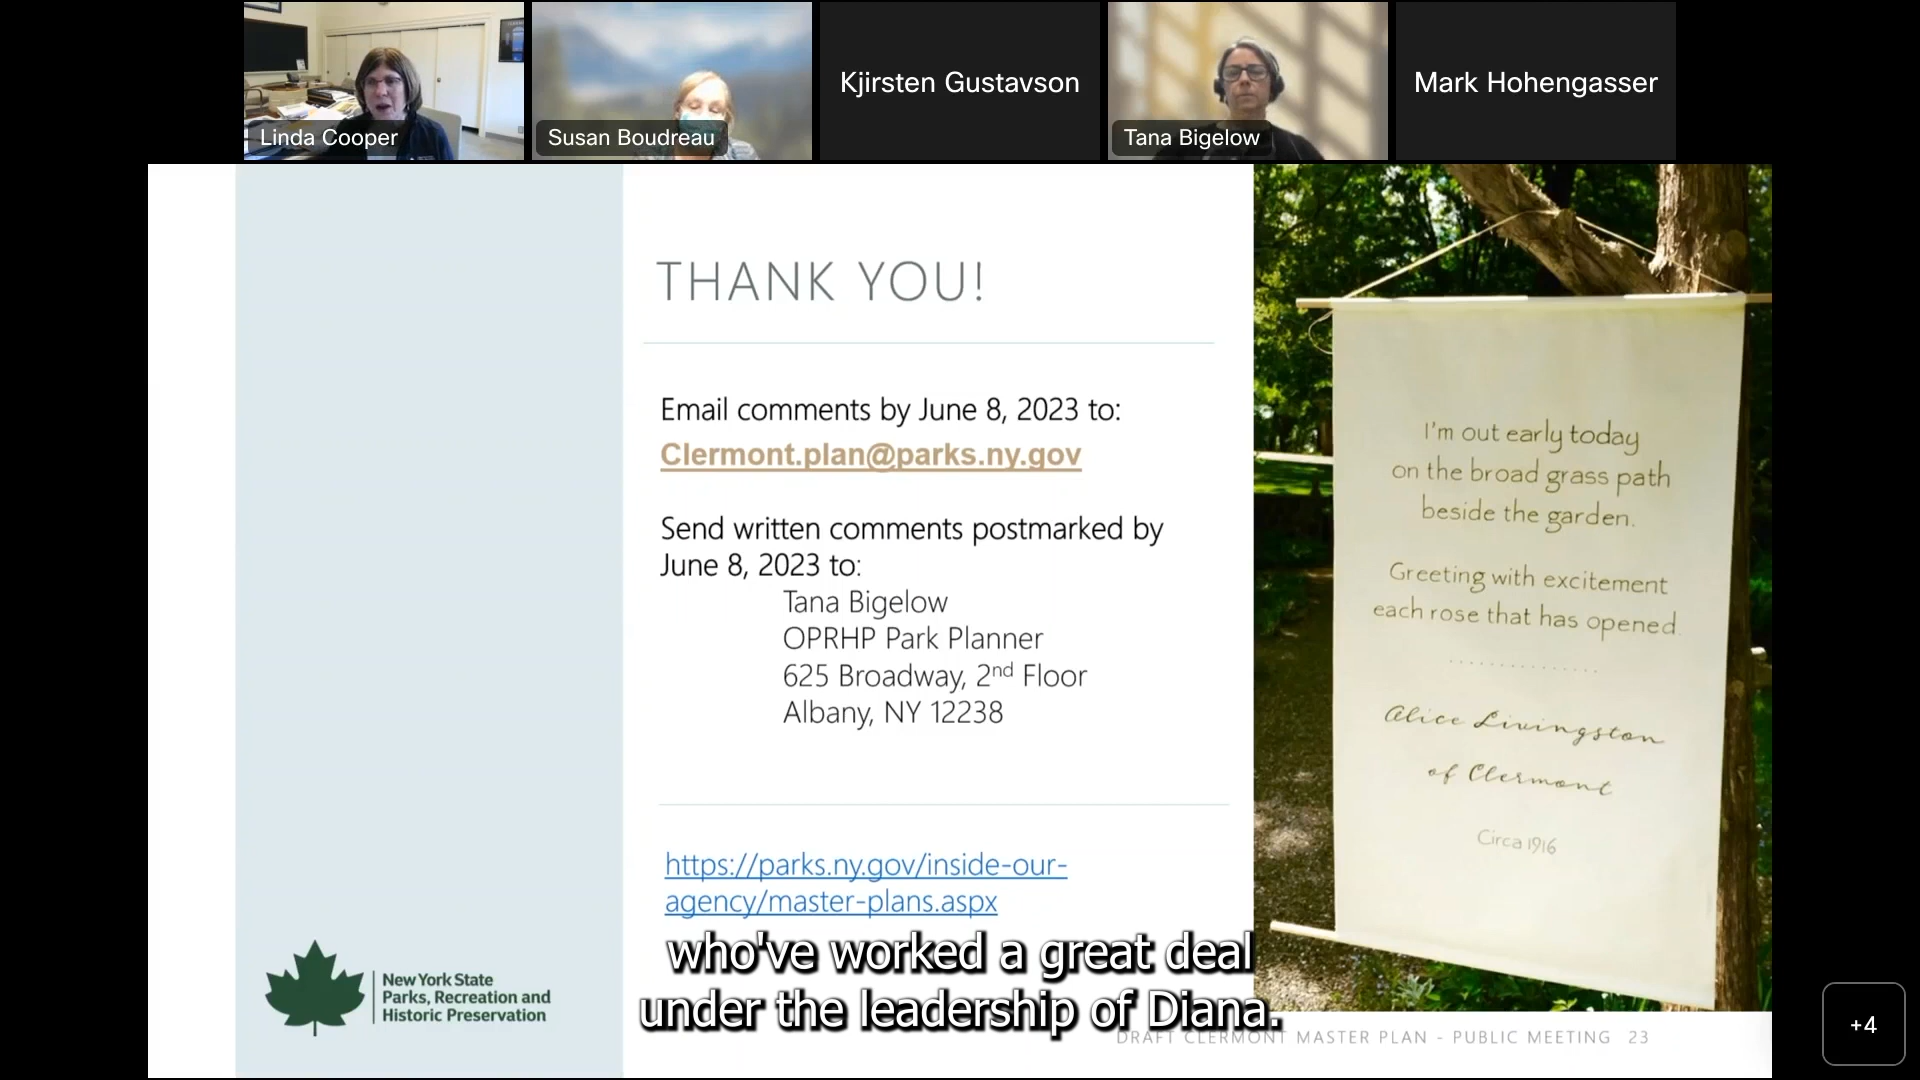 Linda Cooper
Susan Boudreau
Kjirsten Gustavson
Tana Bigelow
Mark Hohengasser
THANK YOU!
Email comments by June 8, 2023 to:
Clermont.plan@parks.ny.gov
Send written comments postmarked by
June 8, 2023 to:
Tana Bigelow
OPRHP Park Planner
625 Broadway, 2nd Floor
Albany, NY 12238
https://parks.ny.gov/inside-our-
agency/master-plans.aspx
I'm out early today
on the broad grass path
beside the garden.
Greeting with excitement
each rose that has opened.
Alice Livingston
of Clermont
Circa 1916
New York State
Parks, Recreation and
Historic Preservation
who've worked a great deal
under the leadership of Diana.
DRAFT CLERMONT MASTER PLAN - PUBLIC MEETING 23
+4